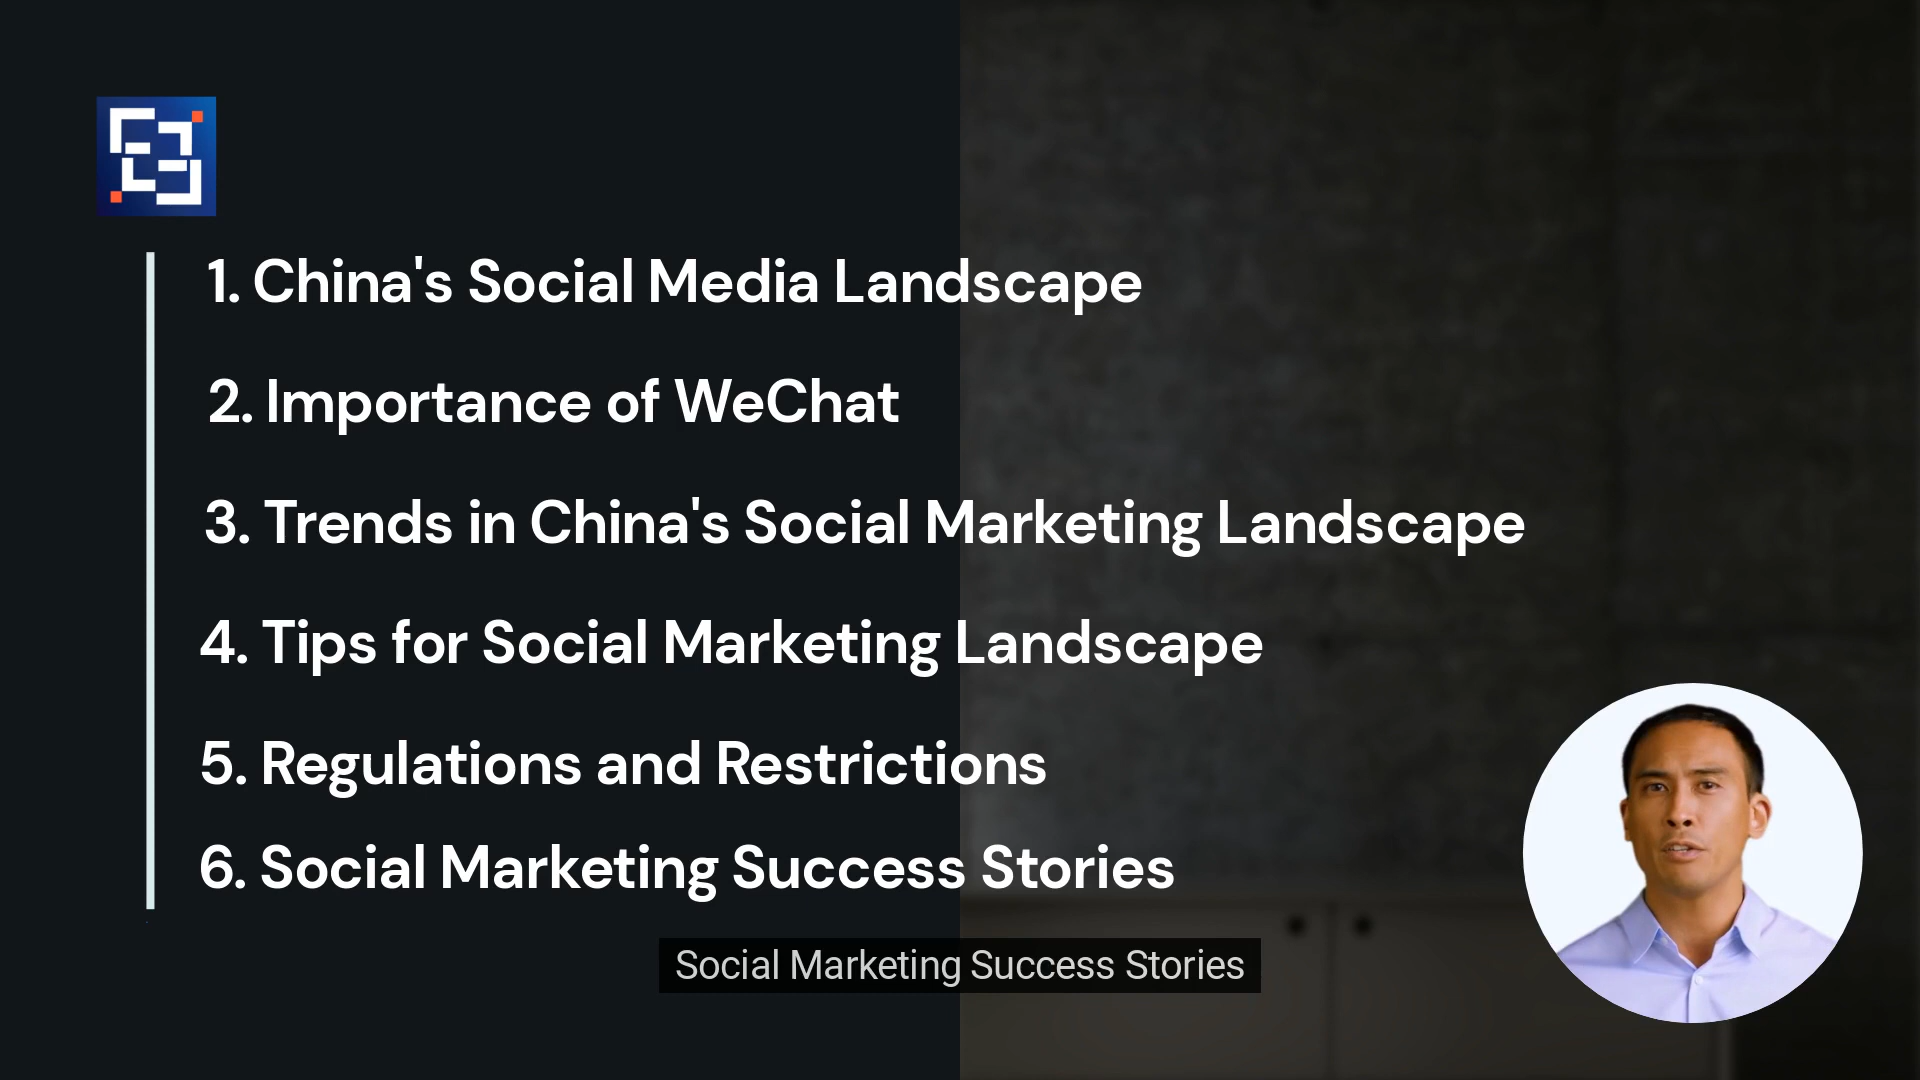 1. China's Social Media Landscape
2. Importance of WeChat
3. Trends in China's Social Marketing Landscape
4. Tips for Social Marketing Landscape
5. Regulations and Restrictions
6. Social Marketing Success Stories
Social Marketing Success Stories